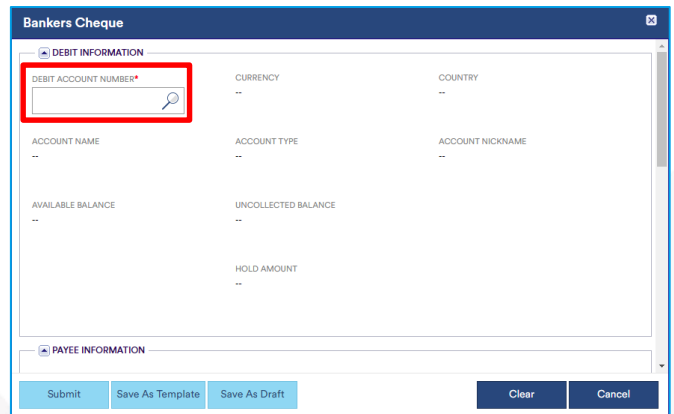 Bankers Cheque
DEBIT INFORMATION
DEBIT ACCOUNT NUMBER*
CURRENCY
--
COUNTRY
--
ACCOUNT NAME
--
ACCOUNT TYPE
--
ACCOUNT NICKNAME
--
AVAILABLE BALANCE
--
UNCOLLECTED BALANCE
--
HOLD AMOUNT
--
PAYEE INFORMATION
Submit
Save As Template
Save As Draft
Clear
Cancel